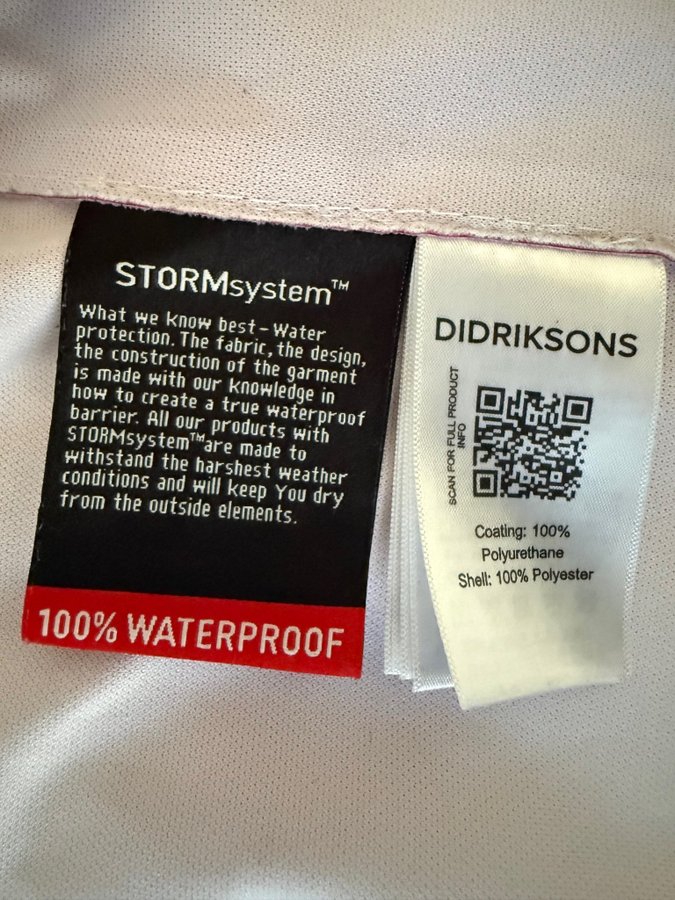 STORMsystem™
What we know best – Water
protection. The fabric, the design,
the construction of the garment
is made with our knowledge in
how to create a true waterproof
barrier. All our products with
STORMsystem™are made to
withstand the harshest weather
conditions and will keep You dry
from the outside elements.
100% WATERPROOF
DIDRIKSONS
SCAN FOR FULL PRODUCT
INFO
Coating: 100%
Polyurethane
Shell: 100% Polyester